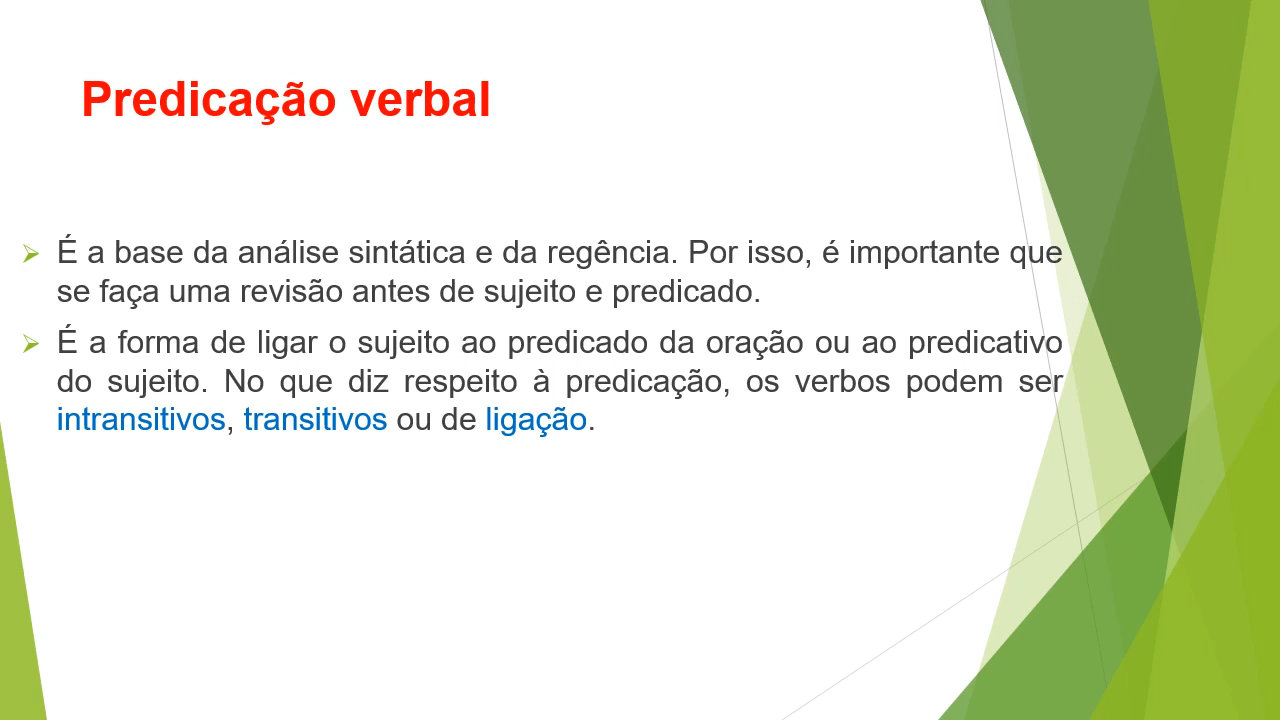 Predicação verbal
É a base da análise sintática e da regência. Por isso, é importante que
se faça uma revisão antes de sujeito e predicado.
É a forma de ligar o sujeito ao predicado da oração ou ao predicativo
do sujeito. No que diz respeito à predicação, os verbos podem ser
intransitivos, transitivos ou de ligação.